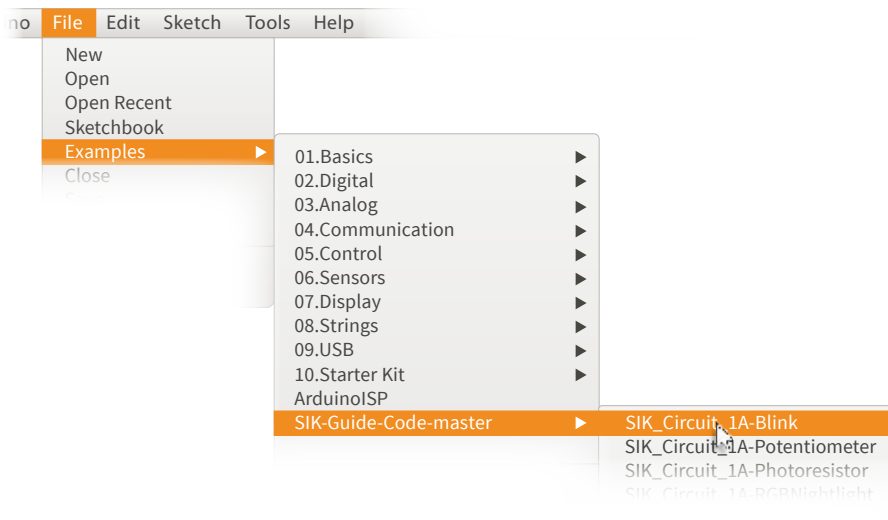 no File Edit Sketch Tools Help
New
Open
Open Recent
Sketchbook
Examples
Close
01.Basics
02.Digital
03.Analog
04.Communication
05.Control
06.Sensors
07.Display
08.Strings
09.USB
10.Starter Kit
ArduinoISP
SIK-Guide-Code-master
SIK_Circuit_1A-Blink
SIK_Circuit_1A-Potentiometer
SIK_Circuit_1A-Photoresistor
SIK_Circuit_1A-RGBNightlight